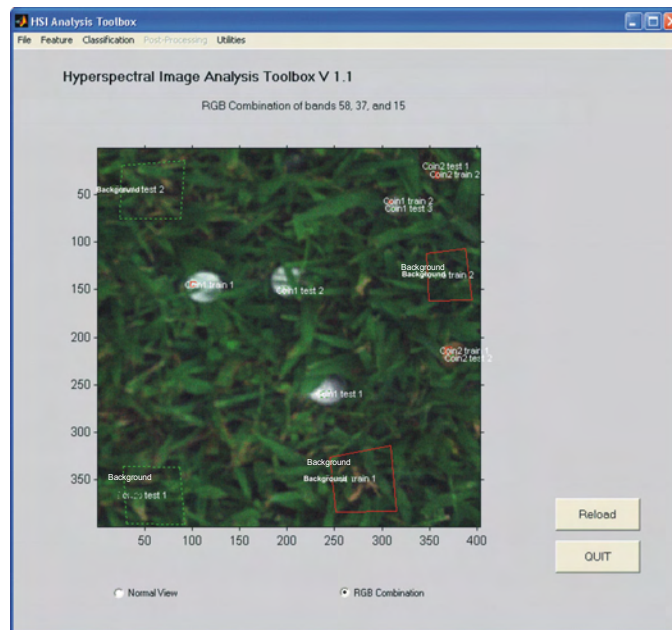 HSI Analysis Toolbox
File Feature Classification Post-Processing Utilities
Hyperspectral Image Analysis Toolbox V 1.1
RGB Combination of bands 58, 37, and 15
Coin2 test 1
Coin2 train 2
Background test 2
50
Coin1 train 2
Coin1 test 3
100
Background
Background train 2
Coin1 train 1
Coin1 test 2
150
200
Coin2 train 1
Coin2 test 2
250
Coin1 test 1
300
Background
Background train 1
350
Background
test 1
50 100 150 200 250 300 350 400
Reload
QUIT
Normal View
RGB Combination